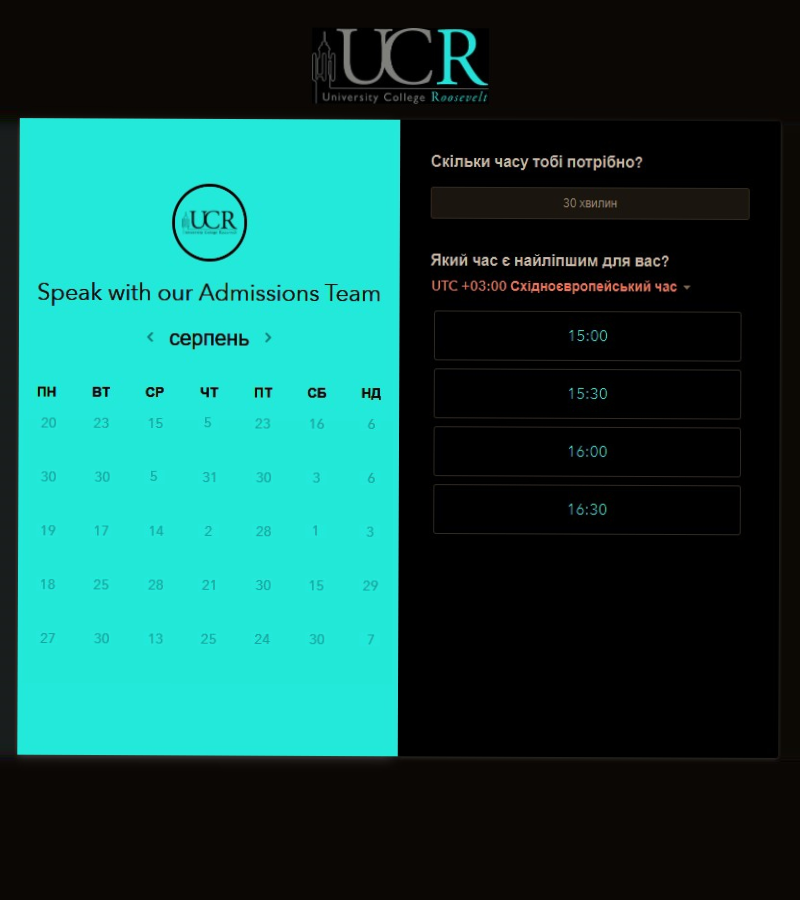 UCR
University College Roosevelt
UCR
University College Roosevelt
Speak with our Admissions Team
серпень
ПН ВТ СР ЧТ ПТ СБ НД
20 23 15 5 23 16 6
30 30 5 31 30 3 6
19 17 14 2 28 1 3
18 25 28 21 30 15 29
27 30 13 25 24 30 7
Скільки часу тобі потрібно?
30 хвилин
Який час є найліпшим для вас?
UTC +03:00 Східноєвропейський час
15:00
15:30
16:00
16:30